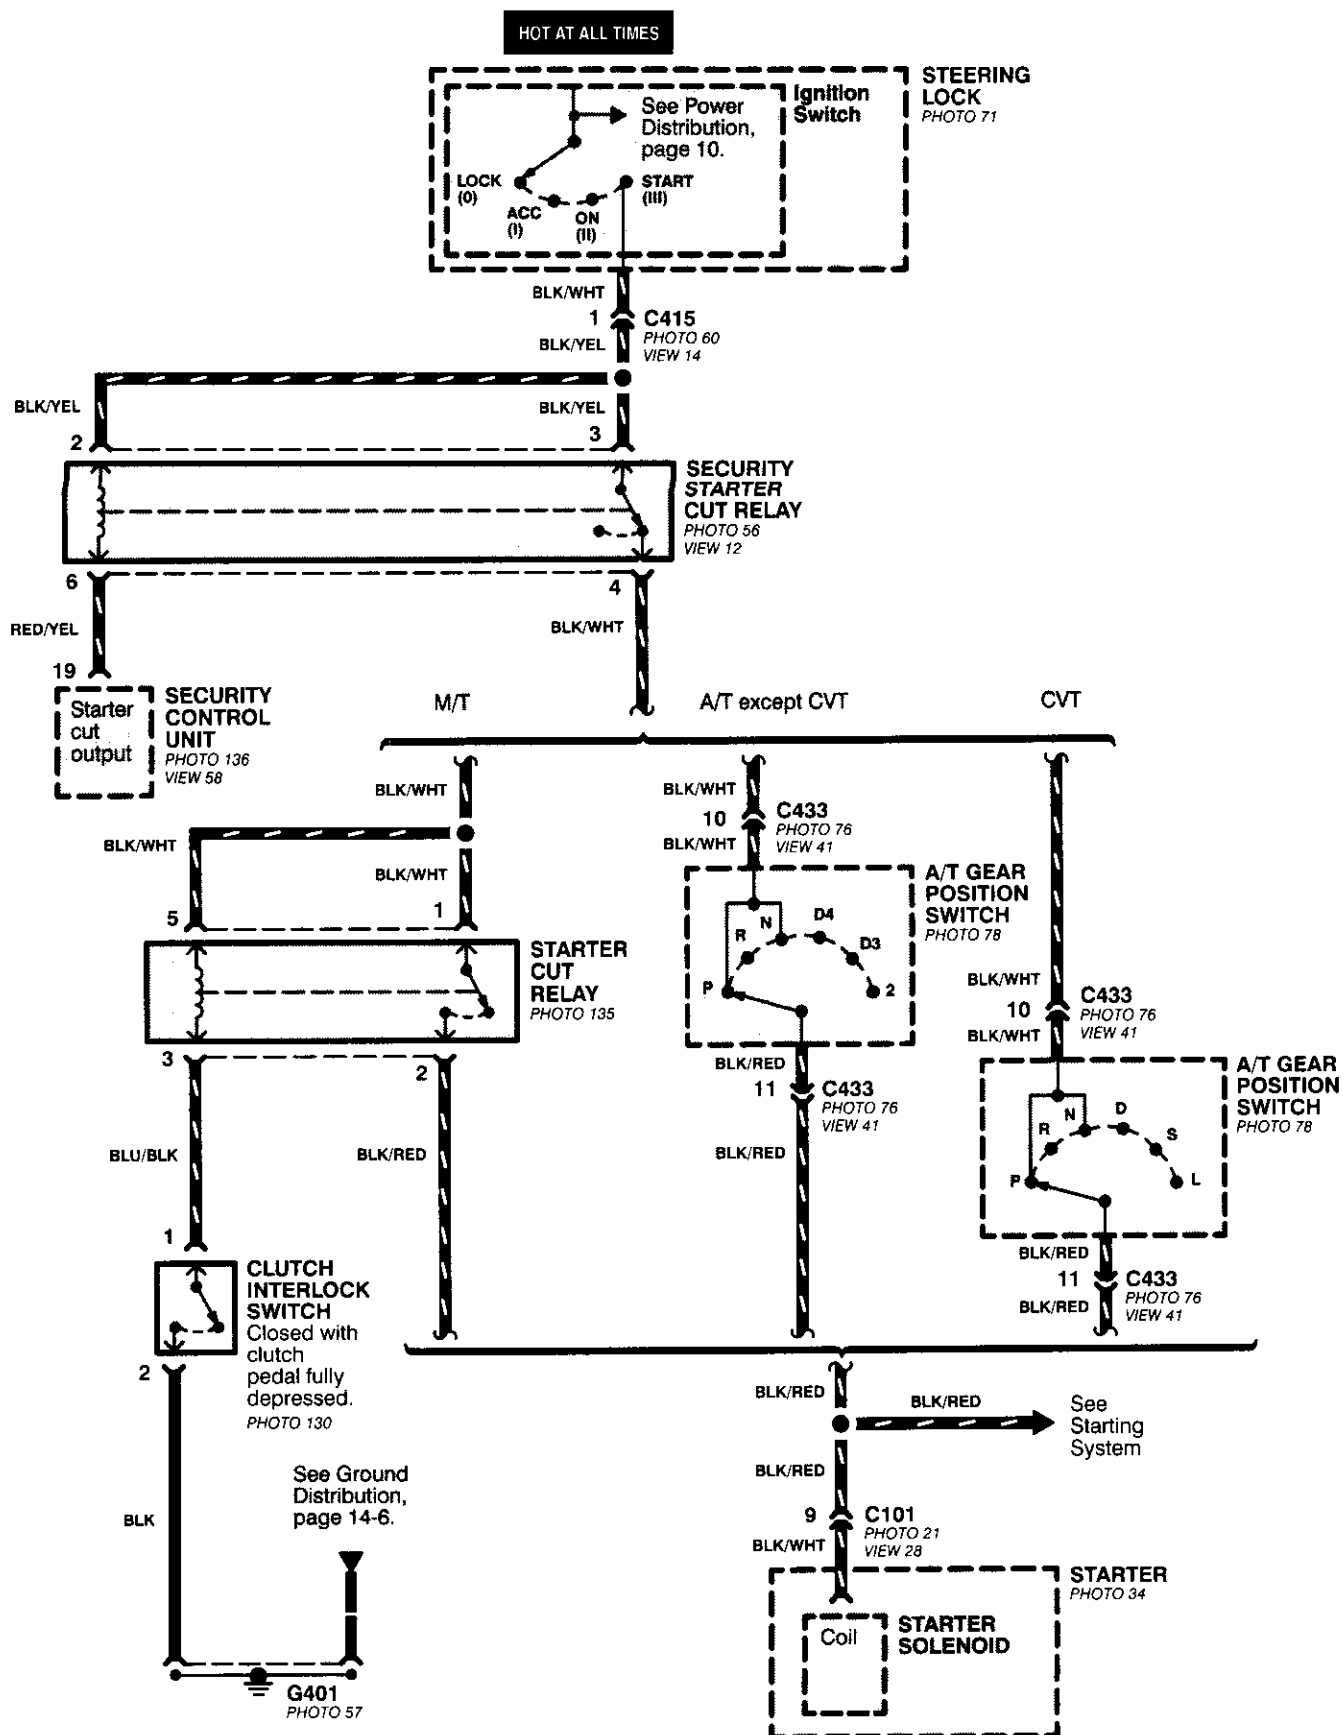 HOT AT ALL TIMES
STEERING
LOCK
PHOTO 71
Ignition
Switch
See Power
Distribution,
page 10.
LOCK
(0)
ACC
(I)
ON
(II)
START
(III)
BLK/WHT
1
C415
PHOTO 60
VIEW 14
BLK/YEL
BLK/YEL
BLK/YEL
2
3
SECURITY
STARTER
CUT RELAY
PHOTO 56
VIEW 12
6
4
RED/YEL
BLK/WHT
19
Starter
cut
output
SECURITY
CONTROL
UNIT
PHOTO 136
VIEW 58
M/T
A/T except CVT
CVT
BLK/WHT
BLK/WHT
BLK/WHT
5
1
STARTER
CUT
RELAY
PHOTO 135
3
2
BLU/BLK
BLK/RED
1
CLUTCH
INTERLOCK
SWITCH
Closed with
clutch
pedal fully
depressed.
PHOTO 130
2
BLK
See Ground
Distribution,
page 14-6.
G401
PHOTO 57
BLK/WHT
10
C433
PHOTO 76
VIEW 41
BLK/WHT
A/T GEAR
POSITION
SWITCH
PHOTO 78
P
R
N
D4
D3
2
BLK/RED
11
C433
PHOTO 76
VIEW 41
BLK/RED
BLK/WHT
10
C433
PHOTO 76
VIEW 41
BLK/WHT
A/T GEAR
POSITION
SWITCH
PHOTO 78
P
R
N
D
S
L
BLK/RED
11
C433
PHOTO 76
VIEW 41
BLK/RED
BLK/RED
BLK/RED
See
Starting
System
BLK/RED
9
C101
PHOTO 21
VIEW 28
BLK/WHT
STARTER
PHOTO 34
Coil
STARTER
SOLENOID